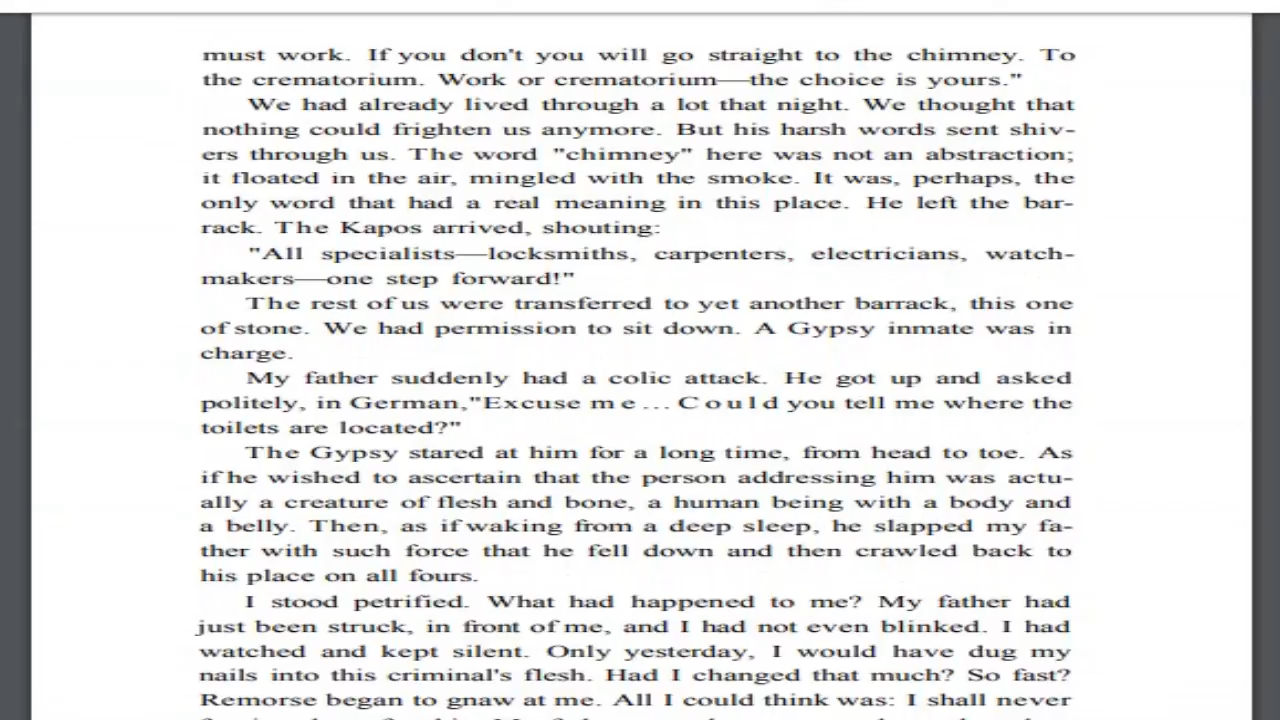 must work. If you don't you will go straight to the chimney. To
the crematorium. Work or crematorium—the choice is yours."
We had already lived through a lot that night. We thought that
nothing could frighten us anymore. But his harsh words sent shiv-
ers through us. The word "chimney" here was not an abstraction;
it floated in the air, mingled with the smoke. It was, perhaps, the
only word that had a real meaning in this place. He left the bar-
rack. The Kapos arrived, shouting:
"All specialists—locksmiths, carpenters, electricians, watch-
makers—one step forward!"
The rest of us were transferred to yet another barrack, this one
of stone. We had permission to sit down. A Gypsy inmate was in
charge.
My father suddenly had a colic attack. He got up and asked
politely, in German,"Excuse me... Could you tell me where the
toilets are located?"
The Gypsy stared at him for a long time, from head to toe. As
if he wished to ascertain that the person addressing him was actu-
ally a creature of flesh and bone, a human being with a body and
a belly. Then, as if waking from a deep sleep, he slapped my fa-
ther with such force that he fell down and then crawled back to
his place on all fours.
I stood petrified. What had happened to me? My father had
just been struck, in front of me, and I had not even blinked. I had
watched and kept silent. Only yesterday, I would have dug my
nails into this criminal's flesh. Had I changed that much? So fast?
Remorse began to gnaw at me. All I could think was: I shall never